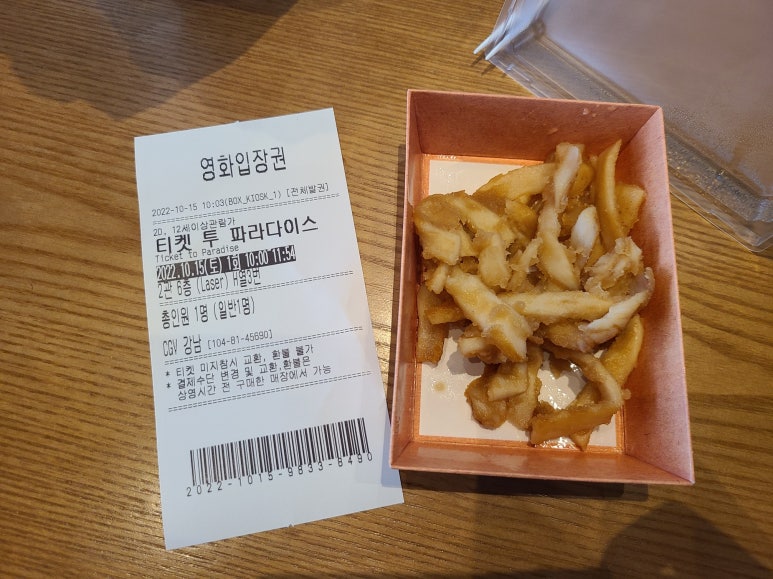 영화입장권
2022-10-15 10:03(BOX_KIOSK_1) [전체발권]
2D, 12세이상관람가
티켓 투 파라다이스
Ticket to Paradise
2022.10.15(토) 1회 10:00 11:54
2관 6층 (Laser) H열3번
총인원 1명 (일반1명)
CGV 강남 [104-81-45690]
* 티켓 미지참시 교환, 환불 불가
* 결제수단 변경 및 교환,환불은
상영시간 전 구매한 매장에서 가능
2022-1015-9833-8490